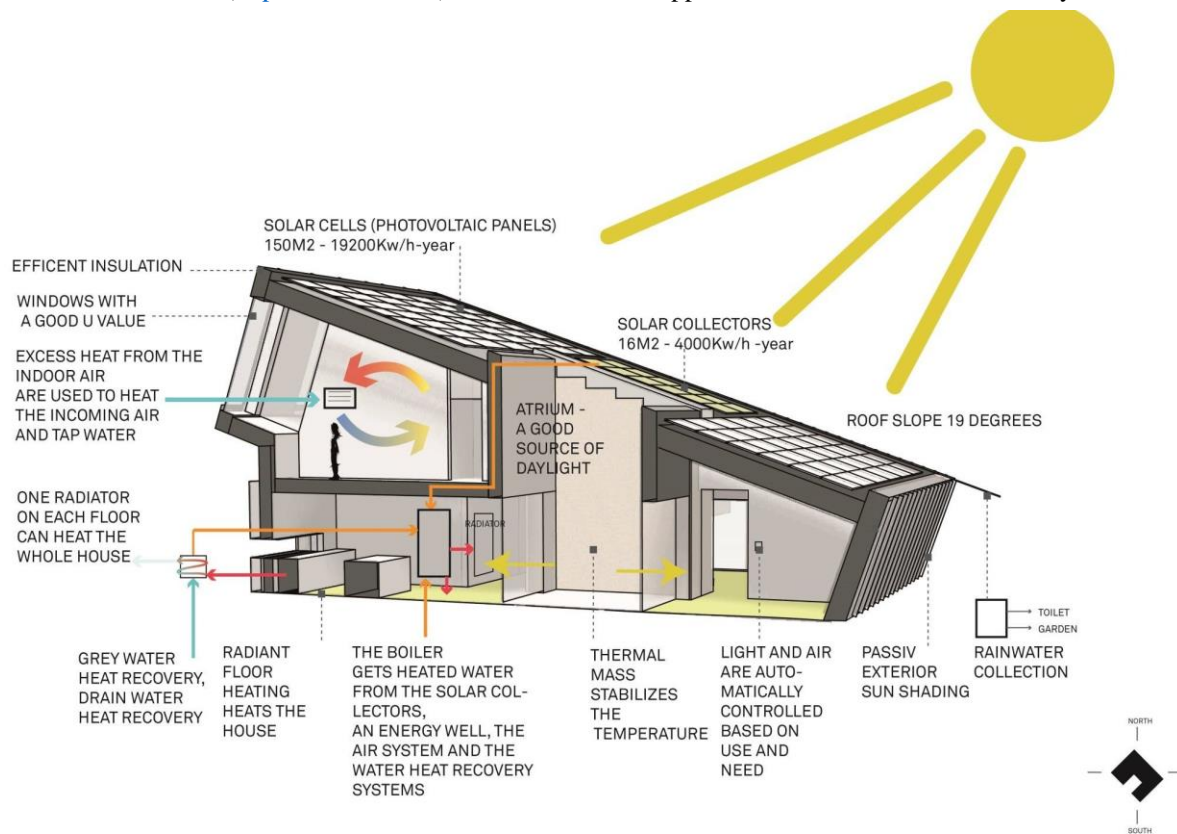 SOLAR CELLS (PHOTOVOLTAIC PANELS)
150M2 - 19200Kw/h-year
EFFICENT INSULATION
WINDOWS WITH
A GOOD U VALUE
EXCESS HEAT FROM THE
INDOOR AIR
ARE USED TO HEAT
THE INCOMING AIR
AND TAP WATER
ONE RADIATOR
ON EACH FLOOR
CAN HEAT THE
WHOLE HOUSE
SOLAR COLLECTORS
16M2 - 4000Kw/h -year
ATRIUM -
A GOOD
SOURCE OF
DAYLIGHT
ROOF SLOPE 19 DEGREES
RADIATOR
TOILET
GARDEN
GREY WATER
HEAT RECOVERY,
DRAIN WATER
HEAT RECOVERY
RADIANT
FLOOR
HEATING
HEATS THE
HOUSE
THE BOILER
GETS HEATED WATER
FROM THE SOLAR COL-
LECTORS,
AN ENERGY WELL, THE
AIR SYSTEM AND THE
WATER HEAT RECOVERY
SYSTEMS
THERMAL
MASS
STABILIZES
THE
TEMPERATURE
LIGHT AND AIR
ARE AUTO-
MATICALLY
CONTROLLED
BASED ON
USE AND
NEED
PASSIV
EXTERIOR
SUN SHADING
RAINWATER
COLLECTION
NORTH
SOUTH